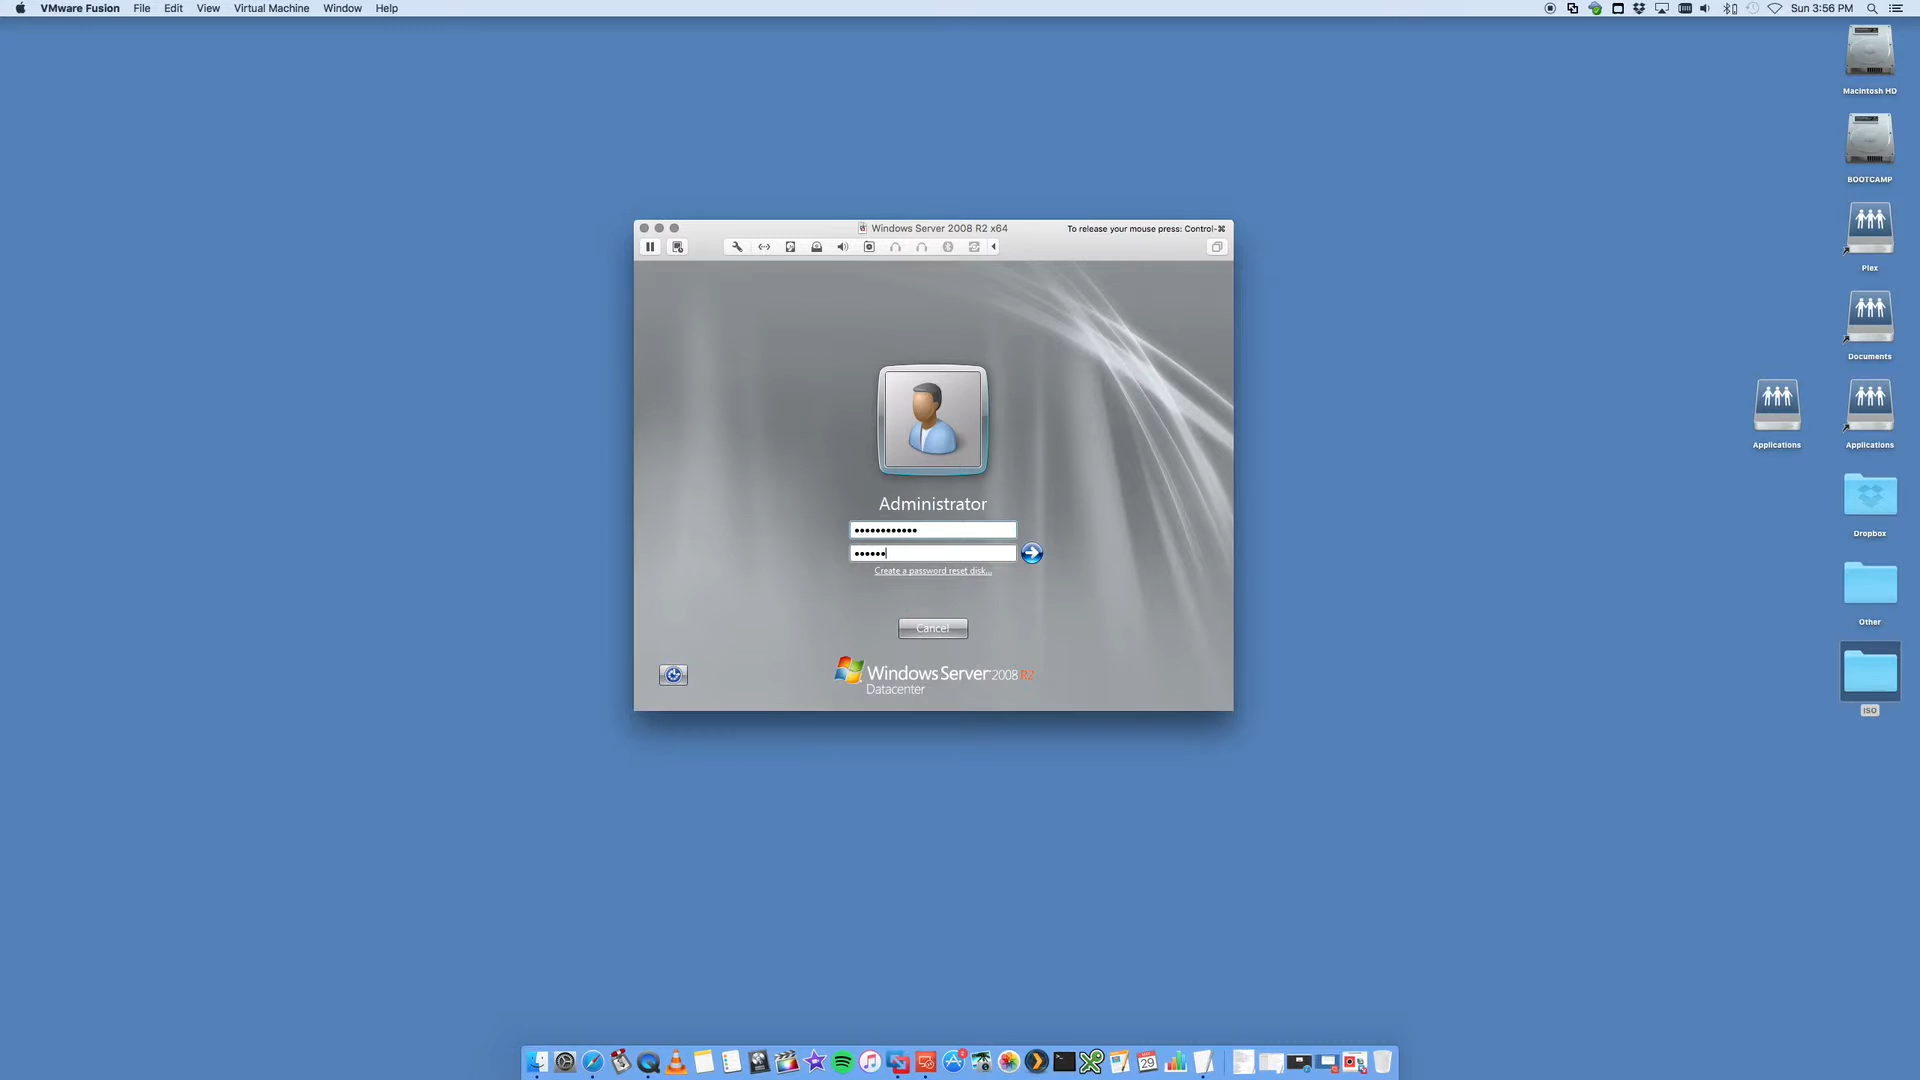 VMware Fusion File Edit View Virtual Machine Window Help Sun 3:56 PM
Macintosh HD
BOOTCAMP
Plex
Documents
Applications Applications
Dropbox
Other
ISO
Windows Server 2008 R2 x64 To release your mouse press: Control-⌘
Administrator
Create a password reset disk...
Cancel
Windows Server 2008 R2
Datacenter
29